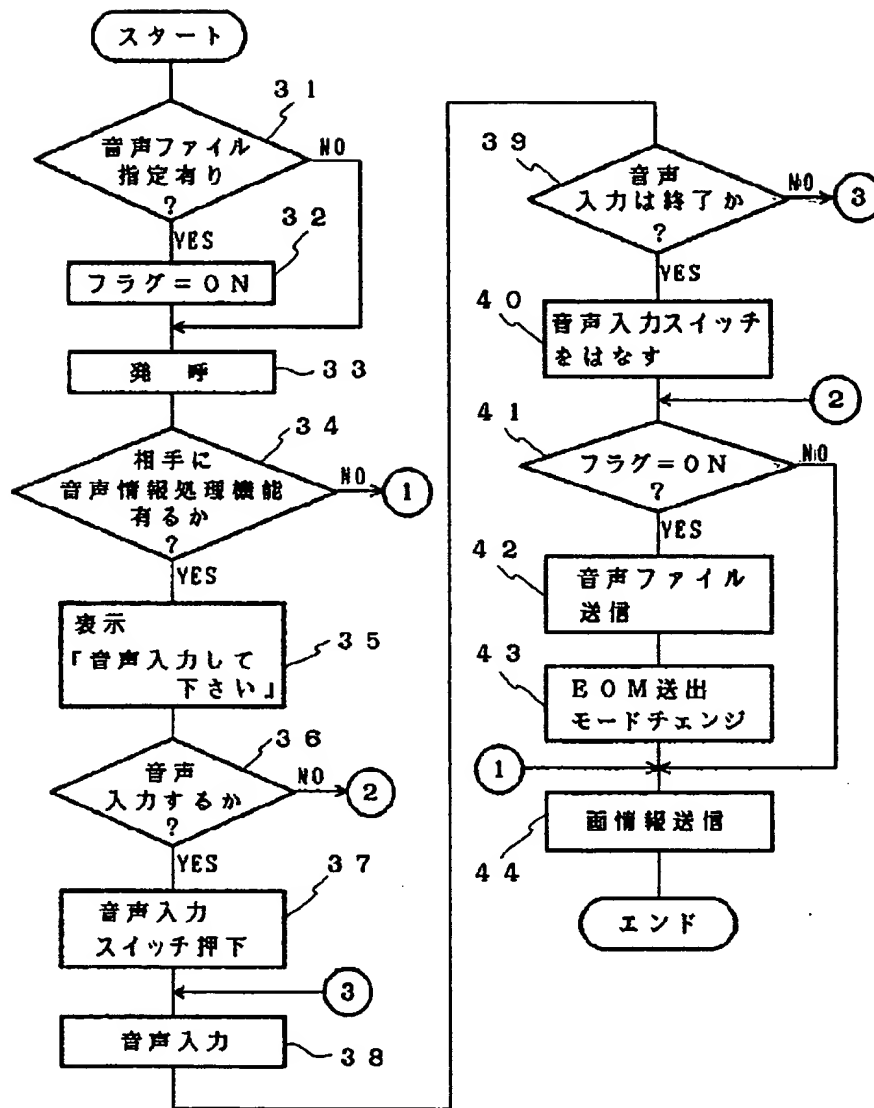 スタート
31
音声ファイル
指定有り
?
NO
YES
32
フラグ=ON
発 呼
33
34
相手に
音声情報処理機能
有るか
?
NO
1
YES
表示
「音声入力して
下さい」
35
36
音声
入力するか
?
NO
2
YES
37
音声入力
スイッチ押下
3
音声入力
38
39
音声
入力は終了か
?
NO
3
YES
40
音声入力スイッチ
をはなす
2
41
フラグ=ON
?
NO
YES
42
音声ファイル
送信
43
EOM送出
モードチェンジ
1
画情報送信
44
エンド